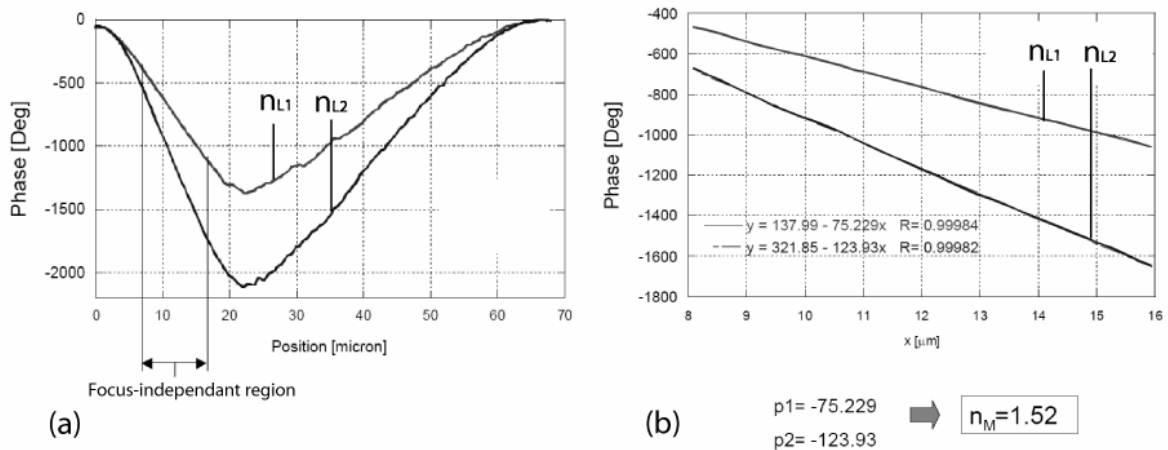 0
-500
-1000
-1500
-2000
Phase [Deg]
nL1
nL2
0 10 20 30 40 50 60 70
Position [micron]
Focus-independant region
(a)
-400
-600
-800
-1000
-1200
-1400
-1600
-1800
Phase [Deg]
nL1
nL2
y = 137.99 - 75.229x R= 0.99984
y = 321.85 - 123.93x R= 0.99982
8 9 10 11 12 13 14 15 16
x [µm]
(b)
p1= -75.229
p2= -123.93
nM=1.52